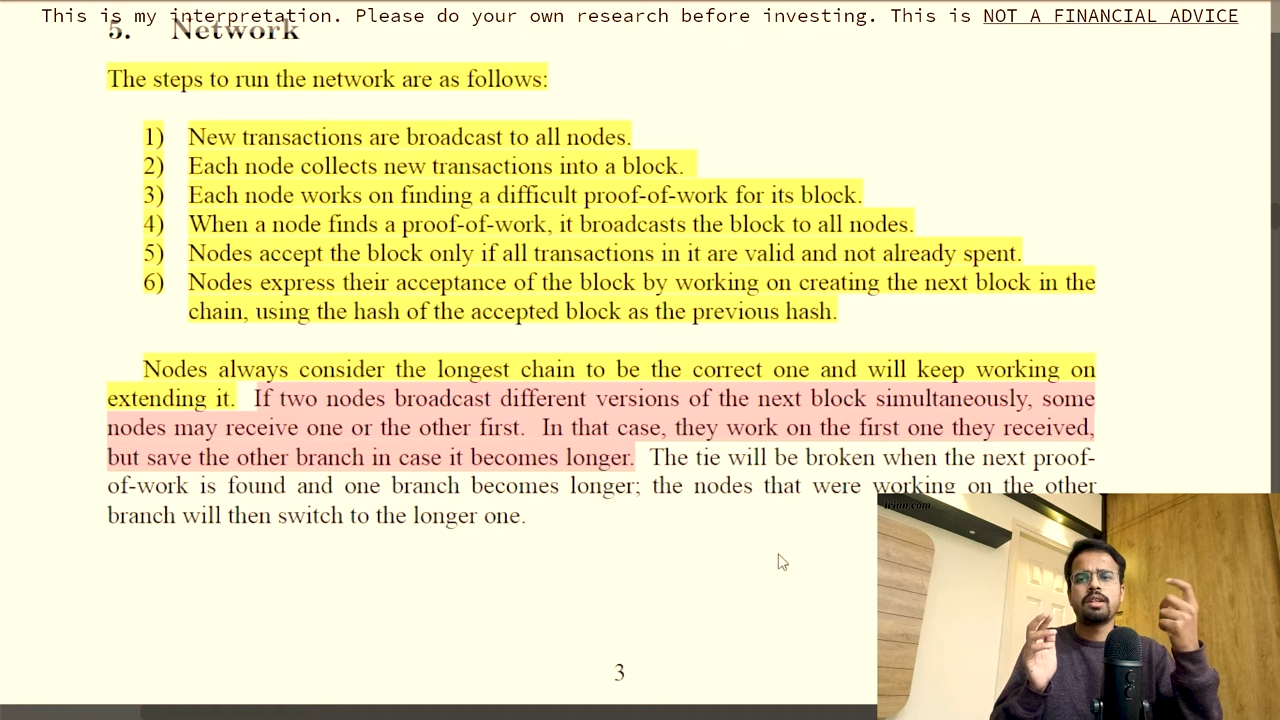 This is my interpretation. Please do your own research before investing. This is NOT A FINANCIAL ADVICE
5. Network
The steps to run the network are as follows:
1) New transactions are broadcast to all nodes.
2) Each node collects new transactions into a block.
3) Each node works on finding a difficult proof-of-work for its block.
4) When a node finds a proof-of-work, it broadcasts the block to all nodes.
5) Nodes accept the block only if all transactions in it are valid and not already spent.
6) Nodes express their acceptance of the block by working on creating the next block in the
chain, using the hash of the accepted block as the previous hash.
Nodes always consider the longest chain to be the correct one and will keep working on
extending it. If two nodes broadcast different versions of the next block simultaneously, some
nodes may receive one or the other first. In that case, they work on the first one they received,
but save the other branch in case it becomes longer. The tie will be broken when the next proof-
of-work is found and one branch becomes longer; the nodes that were working on the other
branch will then switch to the longer one.
iriun.com
3